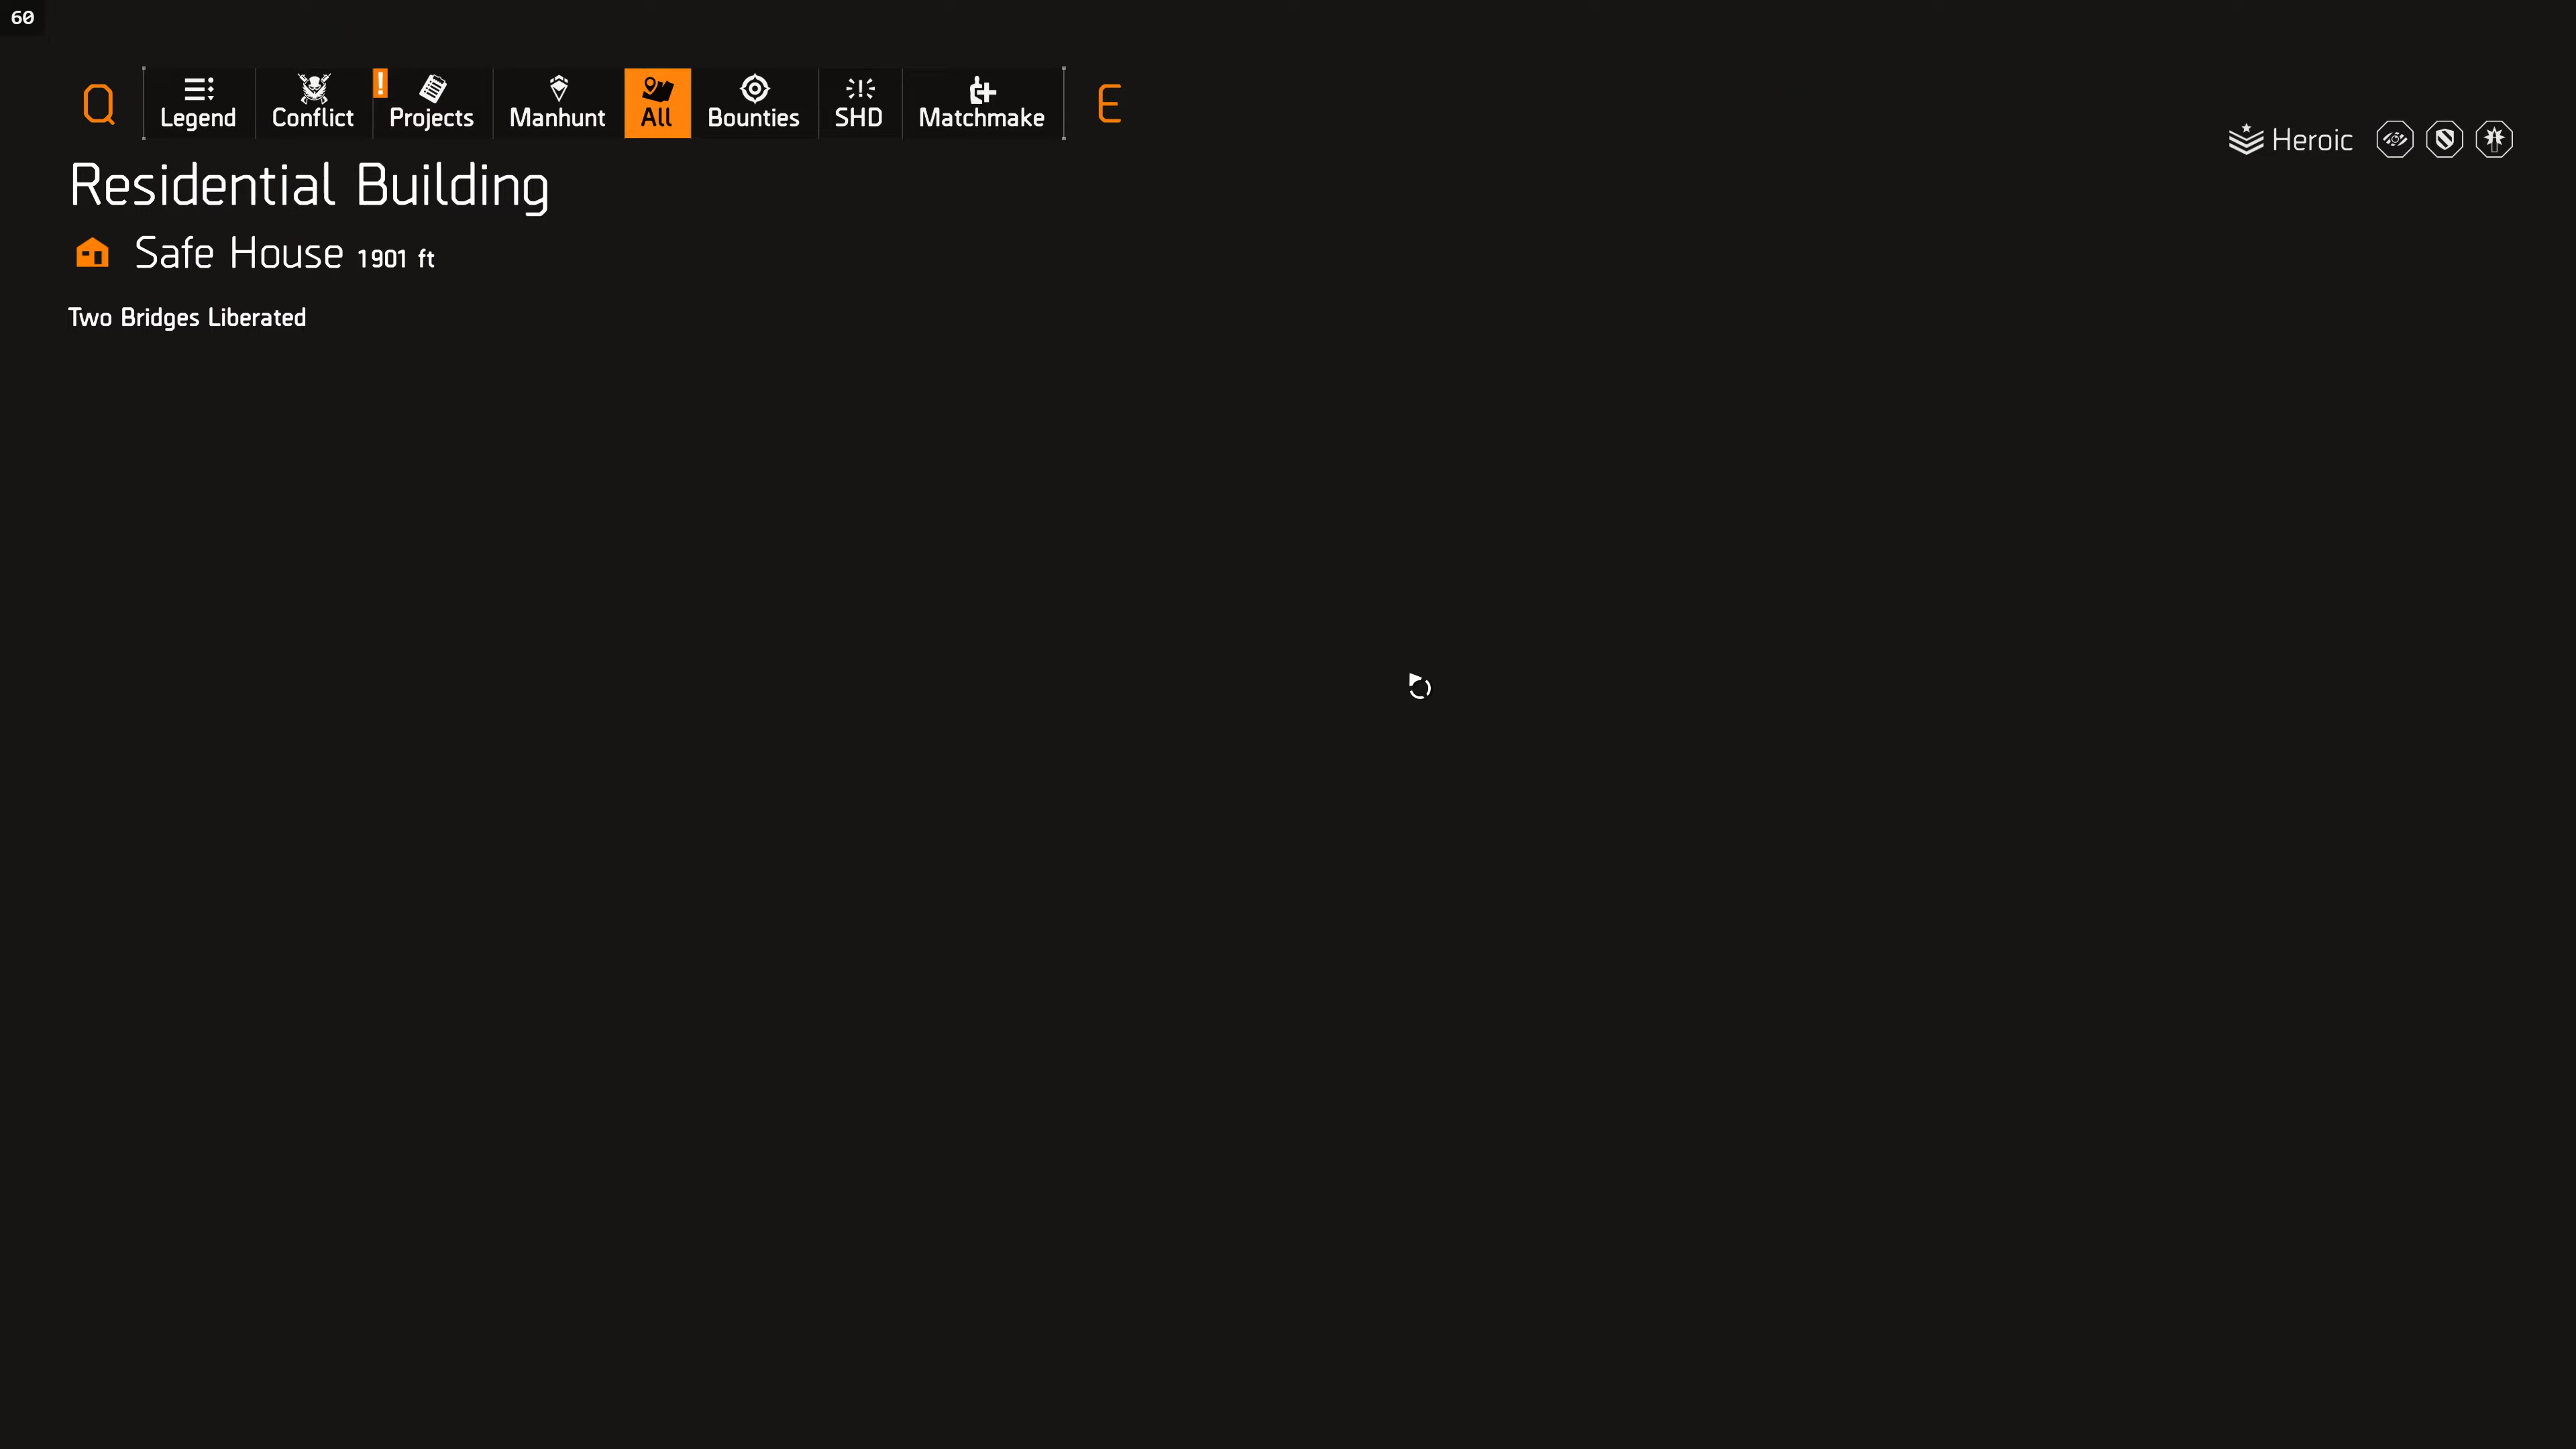 60
Q Legend Conflict ! Projects Manhunt All Bounties SHD Matchmake E
Heroic
Residential Building
Safe House 1901 ft
Two Bridges Liberated